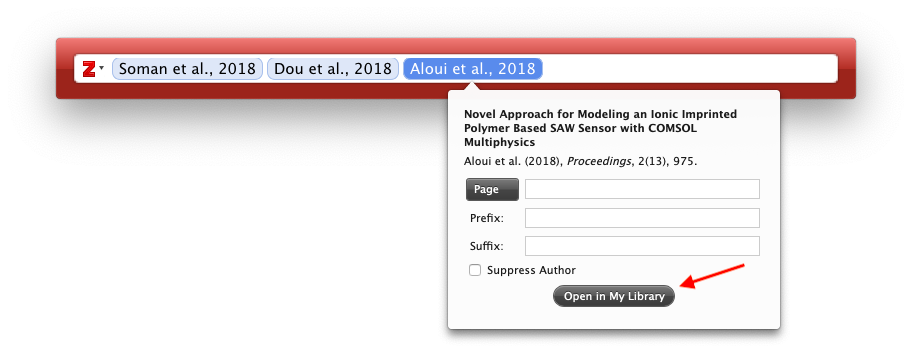 Z Soman et al., 2018 Dou et al., 2018 Aloui et al., 2018
Novel Approach for Modeling an Ionic Imprinted
Polymer Based SAW Sensor with COMSOL
Multiphysics
Aloui et al. (2018), Proceedings, 2(13), 975.
Page
Prefix:
Suffix:
Suppress Author
Open in My Library